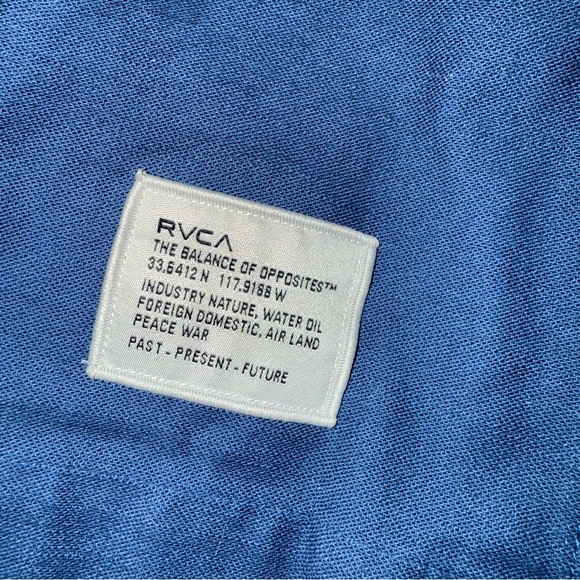 RVCA
THE BALANCE OF OPPOSITES™
33.6412 N 117.9188 W
INDUSTRY NATURE, WATER OIL
FOREIGN DOMESTIC, AIR LAND
PEACE WAR
PAST - PRESENT - FUTURE